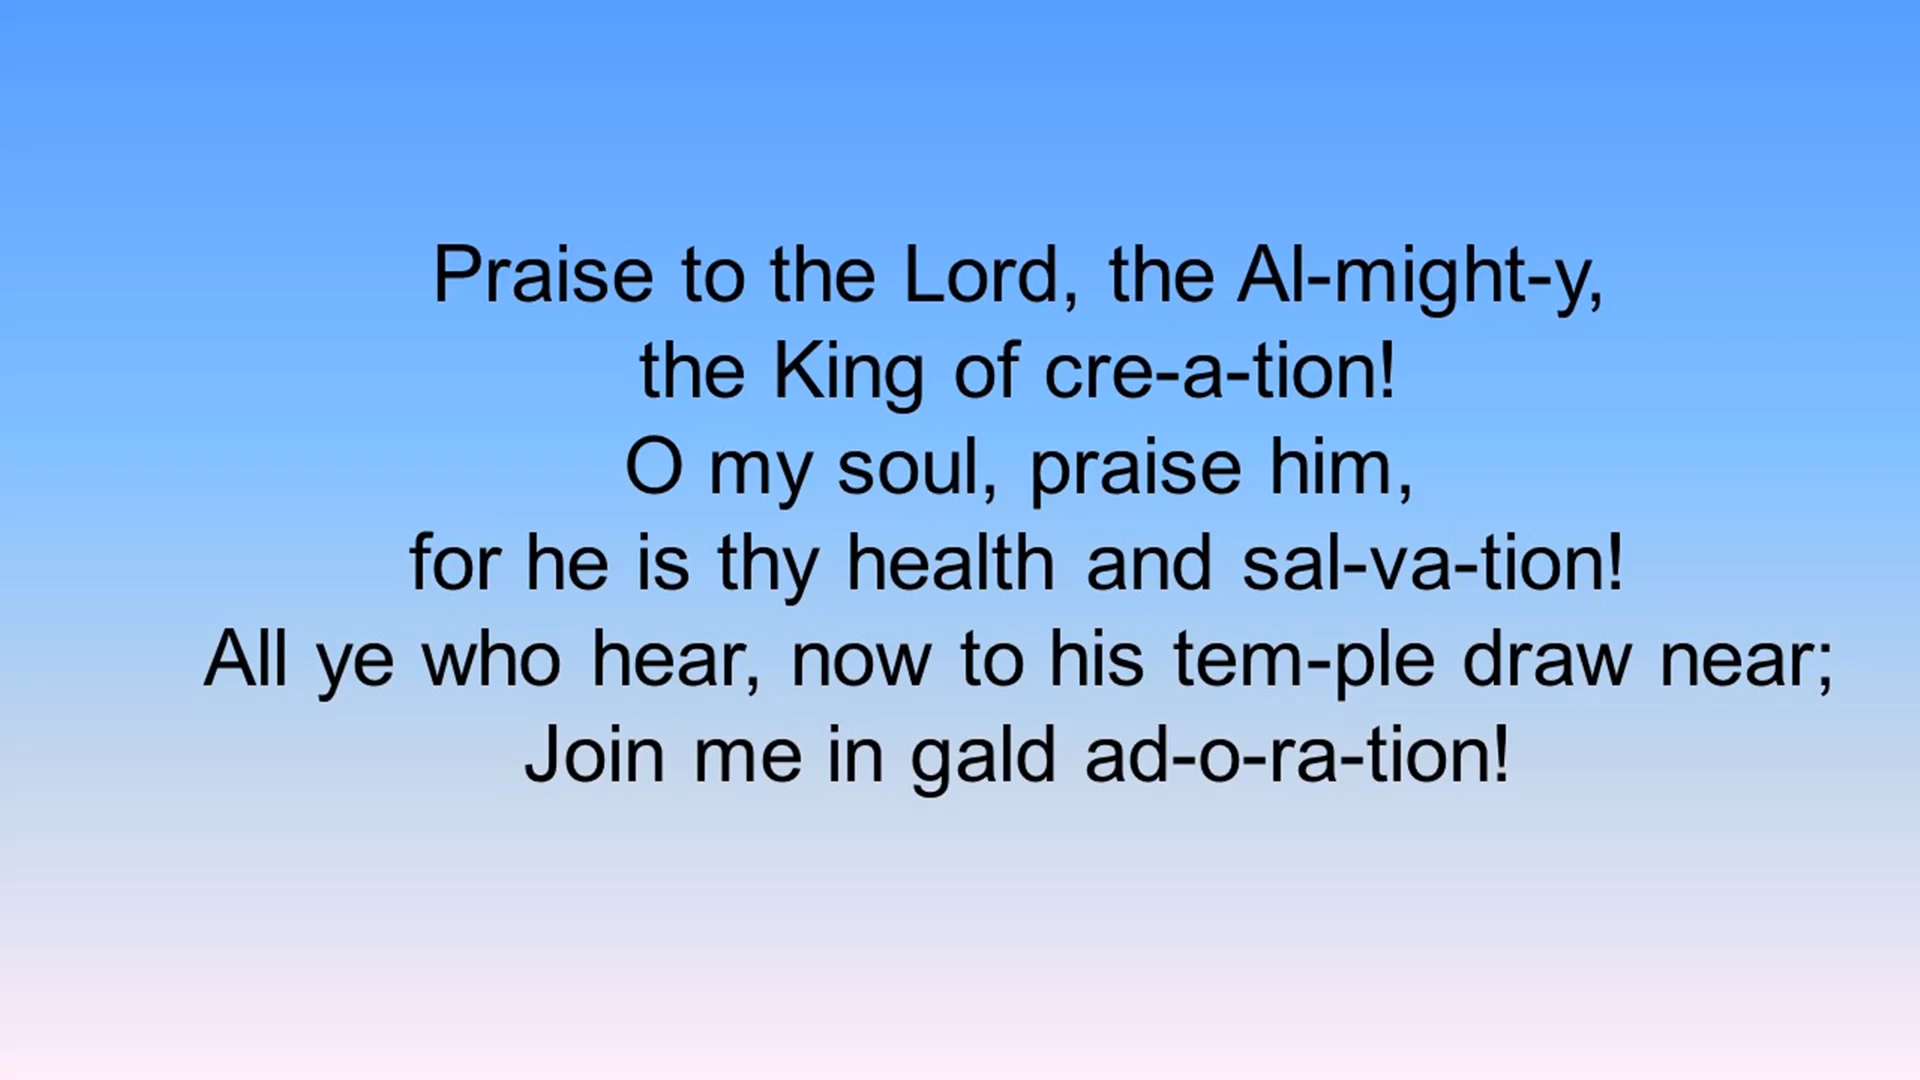 Praise to the Lord, the Al-might-y,
the King of cre-a-tion!
O my soul, praise him,
for he is thy health and sal-va-tion!
All ye who hear, now to his tem-ple draw near;
Join me in gald ad-o-ra-tion!